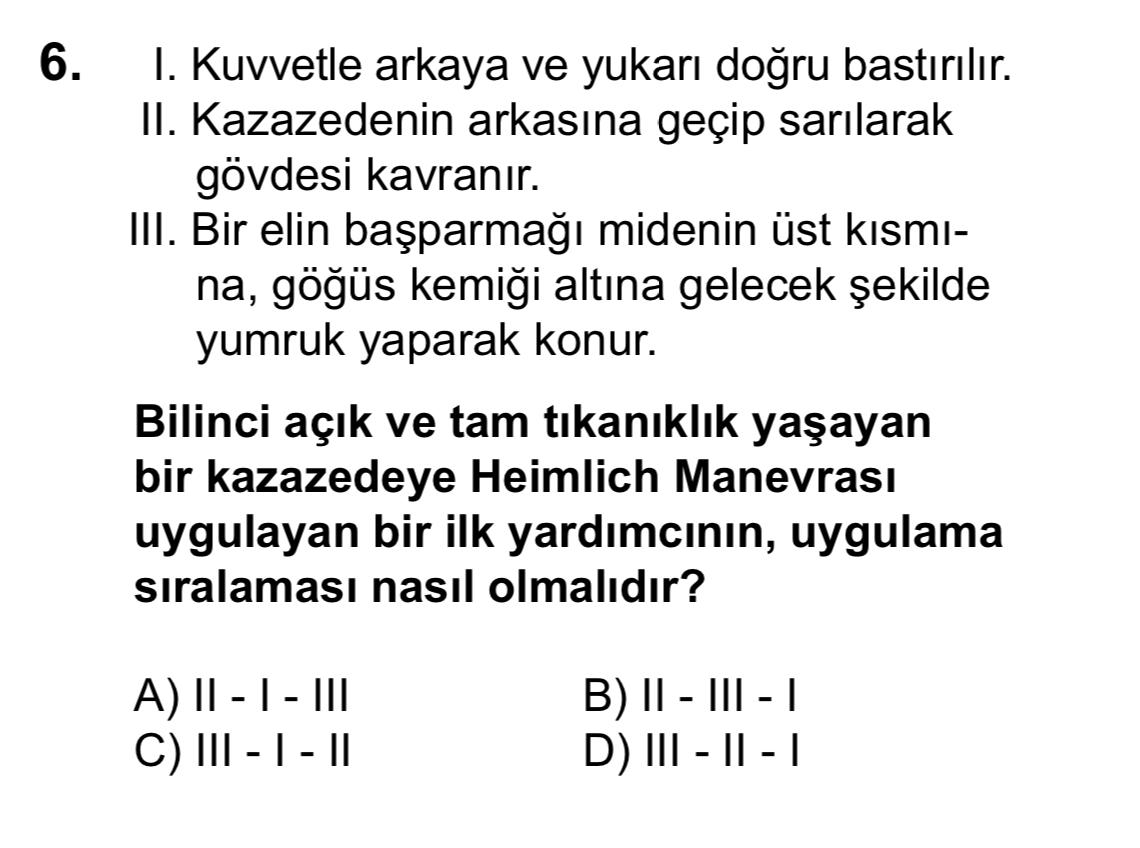 6. I. Kuvvetle arkaya ve yukarı doğru bastırılır.
II. Kazazedenin arkasına geçip sarılarak
gövdesi kavranır.
III. Bir elin başparmağı midenin üst kısmı-
na, göğüs kemiği altına gelecek şekilde
yumruk yaparak konur.
Bilinci açık ve tam tıkanıklık yaşayan
bir kazazedeye Heimlich Manevrası
uygulayan bir ilk yardımcının, uygulama
sıralaması nasıl olmalıdır?
A) II - I - III B) II - III - I
C) III - I - II D) III - II - I